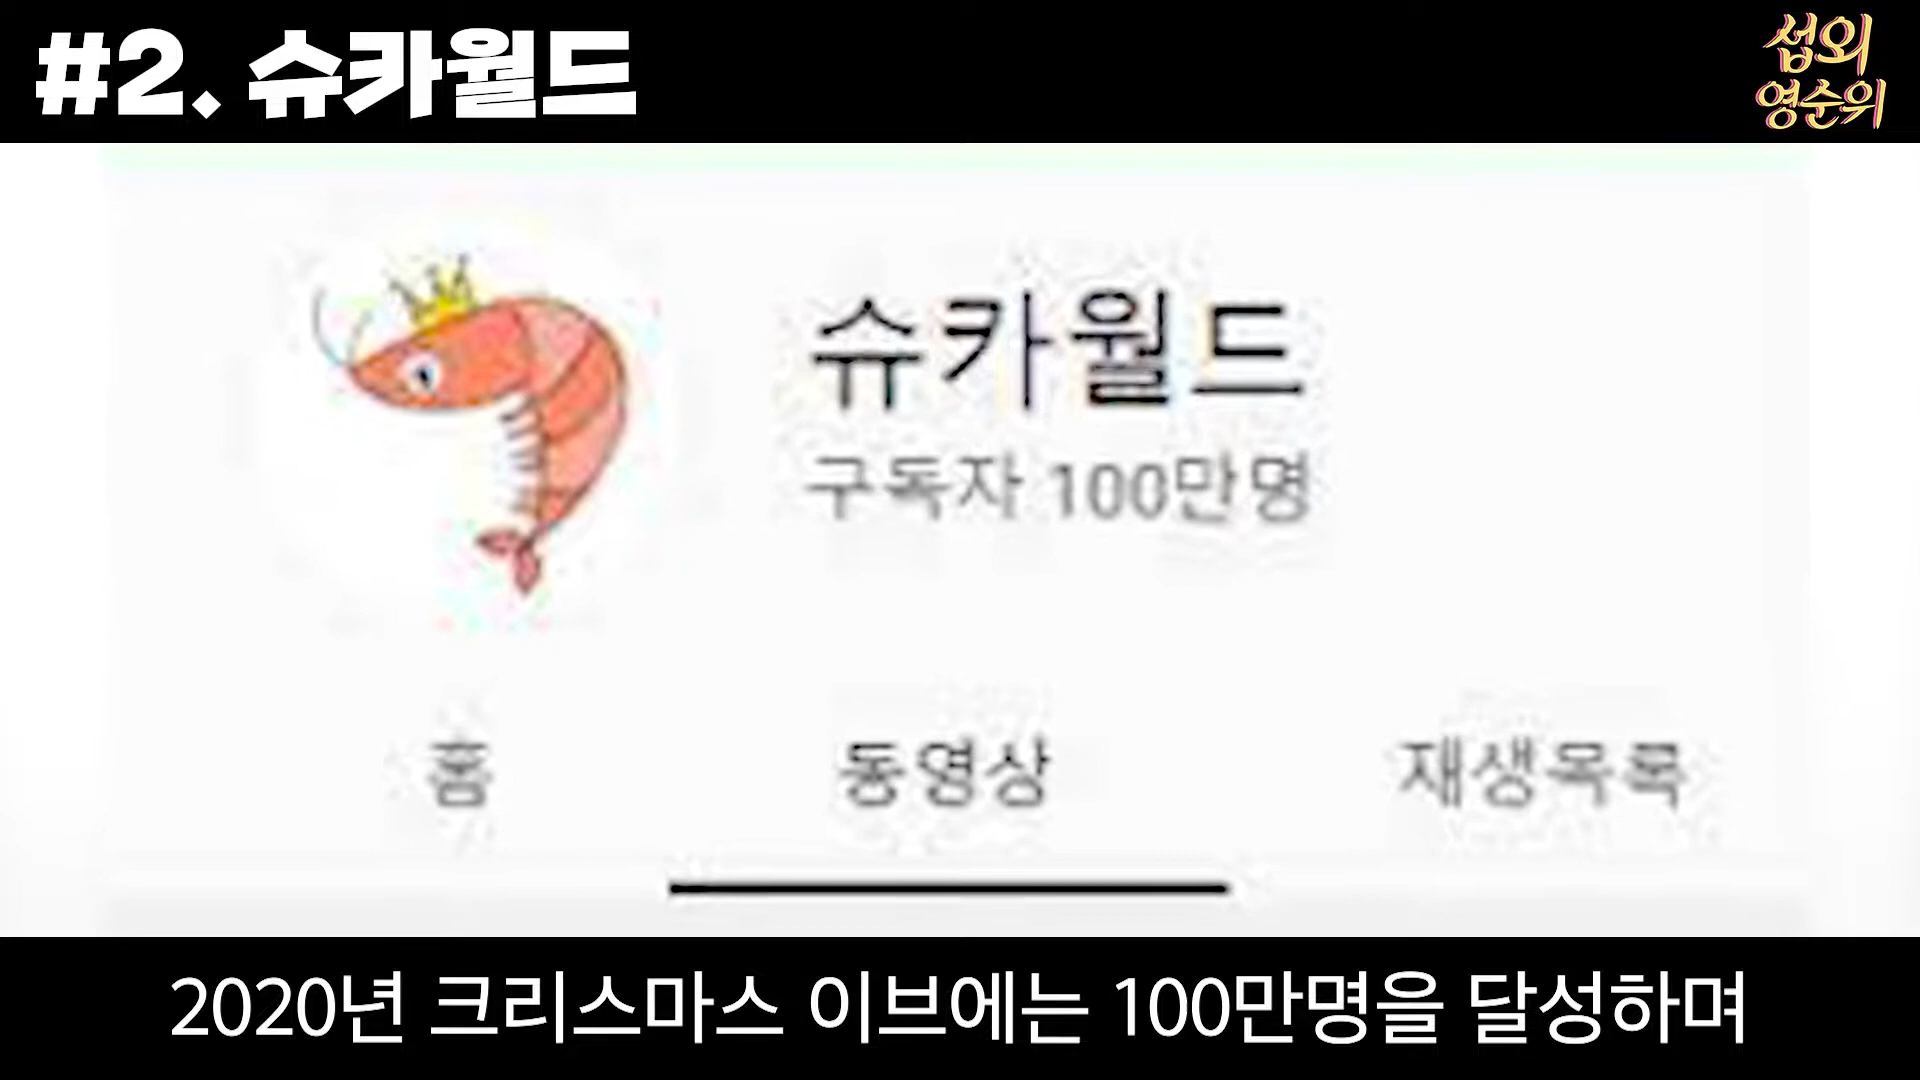 #2. 슈카월드
섭외
영순위
슈카월드
구독자 100만명
홈 동영상 재생목록
2020년 크리스마스 이브에는 100만명을 달성하며